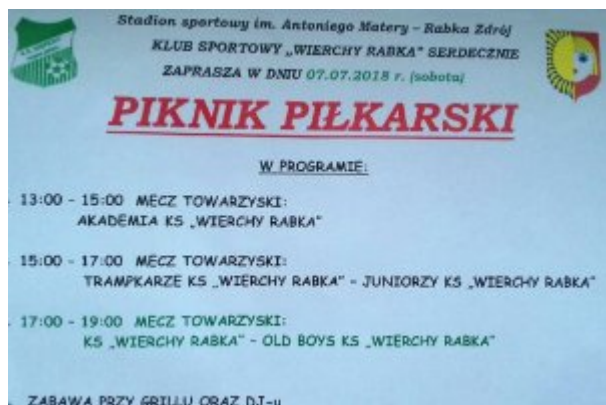 Stadion sportowy im. Antoniego Matery - Rabka Zdrój
KLUB SPORTOWY „WIERCHY RABKA" SERDECZNIE
ZAPRASZA W DNIU 07.07.2018 r. (sobota)
PIKNIK PIŁKARSKI
W PROGRAMIE:
13:00 - 15:00 MECZ TOWARZYSKI:
AKADEMIA KS „WIERCHY RABKA"
15:00 - 17:00 MECZ TOWARZYSKI:
TRAMPKARZE KS „WIERCHY RABKA" - JUNIORZY KS „WIERCHY RABKA"
17:00 - 19:00 MECZ TOWARZYSKI:
KS „WIERCHY RABKA" - OLD BOYS KS „WIERCHY RABKA"
ZABAWA PRZY GRILLU ORAZ DJ-u